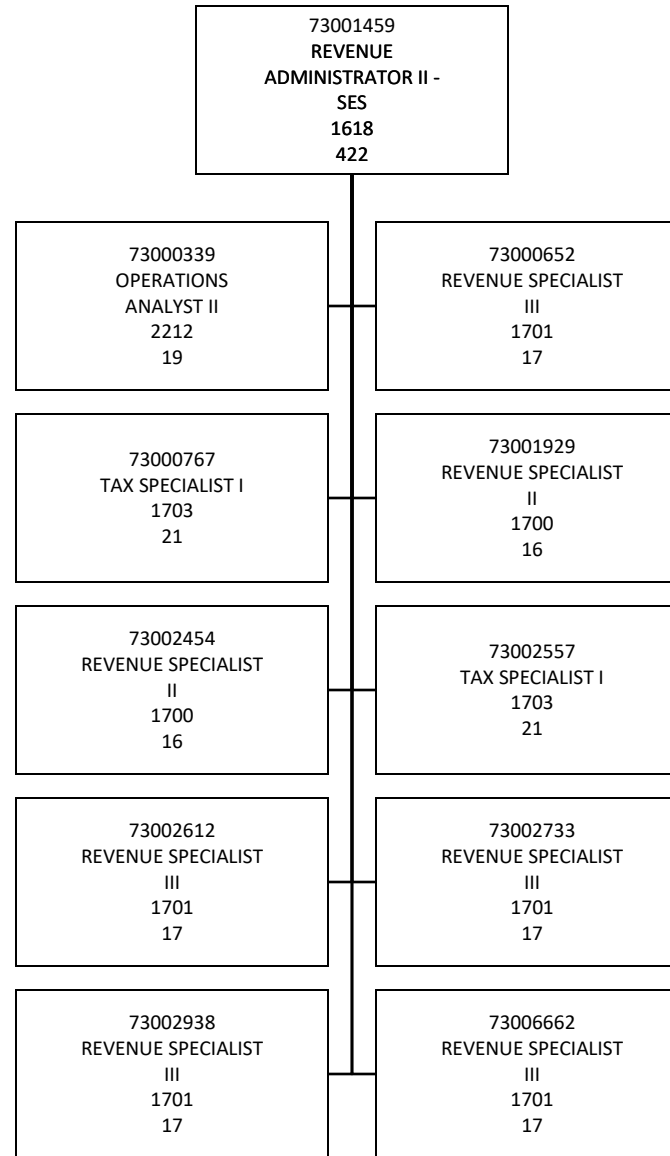 73001459
REVENUE
ADMINISTRATOR II -
SES
1618
422
73000339
OPERATIONS
ANALYST II
2212
19
73000652
REVENUE SPECIALIST
III
1701
17
73000767
TAX SPECIALIST I
1703
21
73001929
REVENUE SPECIALIST
II
1700
16
73002454
REVENUE SPECIALIST
II
1700
16
73002557
TAX SPECIALIST I
1703
21
73002612
REVENUE SPECIALIST
III
1701
17
73002733
REVENUE SPECIALIST
III
1701
17
73002938
REVENUE SPECIALIST
III
1701
17
73006662
REVENUE SPECIALIST
III
1701
17